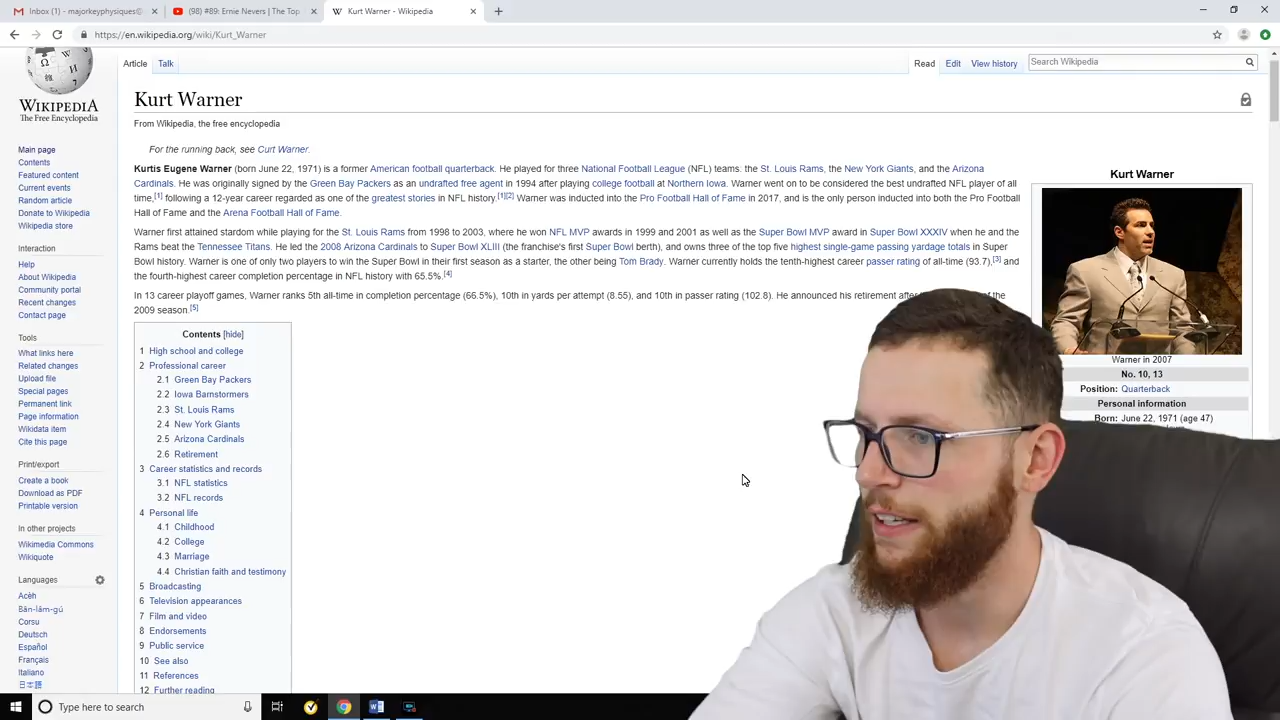 Inbox (1) - majorkeyphysiques@
(98) #89: Ernie Nevers | The Top
Kurt Warner - Wikipedia
https://en.wikipedia.org/wiki/Kurt_Warner
Article Talk
Read Edit View history
Search Wikipedia
WIKIPEDIA
The Free Encyclopedia
Main page
Contents
Featured content
Current events
Random article
Donate to Wikipedia
Wikipedia store
Interaction
Help
About Wikipedia
Community portal
Recent changes
Contact page
Tools
What links here
Related changes
Upload file
Special pages
Permanent link
Page information
Wikidata item
Cite this page
Print/export
Create a book
Download as PDF
Printable version
In other projects
Wikimedia Commons
Wikiquote
Languages
Acèh
Bân-lâm-gú
Corsu
Deutsch
Español
Français
Italiano
日本語
Kurt Warner
From Wikipedia, the free encyclopedia
For the running back, see Curt Warner.
Kurtis Eugene Warner (born June 22, 1971) is a former American football quarterback. He played for three National Football League (NFL) teams: the St. Louis Rams, the New York Giants, and the Arizona
Cardinals. He was originally signed by the Green Bay Packers as an undrafted free agent in 1994 after playing college football at Northern Iowa. Warner went on to be considered the best undrafted NFL player of all
time,[1] following a 12-year career regarded as one of the greatest stories in NFL history.[1][2] Warner was inducted into the Pro Football Hall of Fame in 2017, and is the only person inducted into both the Pro Football
Hall of Fame and the Arena Football Hall of Fame.
Warner first attained stardom while playing for the St. Louis Rams from 1998 to 2003, where he won NFL MVP awards in 1999 and 2001 as well as the Super Bowl MVP award in Super Bowl XXXIV when he and the
Rams beat the Tennessee Titans. He led the 2008 Arizona Cardinals to Super Bowl XLIII (the franchise's first Super Bowl berth), and owns three of the top five highest single-game passing yardage totals in Super
Bowl history. Warner is one of only two players to win the Super Bowl in their first season as a starter, the other being Tom Brady. Warner currently holds the tenth-highest career passer rating of all-time (93.7),[3] and
the fourth-highest career completion percentage in NFL history with 65.5%.[4]
In 13 career playoff games, Warner ranks 5th all-time in completion percentage (66.5%), 10th in yards per attempt (8.55), and 10th in passer rating (102.8). He announced his retirement after of the
2009 season.[5]
Contents [hide]
1 High school and college
2 Professional career
2.1 Green Bay Packers
2.2 Iowa Barnstormers
2.3 St. Louis Rams
2.4 New York Giants
2.5 Arizona Cardinals
2.6 Retirement
3 Career statistics and records
3.1 NFL statistics
3.2 NFL records
4 Personal life
4.1 Childhood
4.2 College
4.3 Marriage
4.4 Christian faith and testimony
5 Broadcasting
6 Television appearances
7 Film and video
8 Endorsements
9 Public service
10 See also
11 References
12 Further reading
Kurt Warner
Warner in 2007
No. 10, 13
Position: Quarterback
Personal information
Born: June 22, 1971 (age 47)
Type here to search